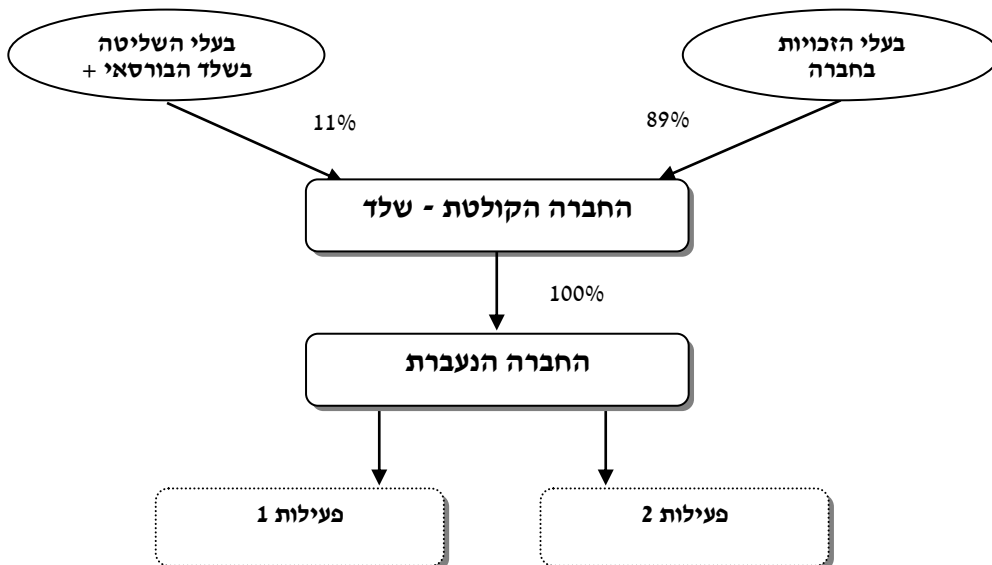 בעלי הזכויות
בחברה
בעלי השליטה
בשלד הבורסאי +
89%
11%
החברה הקולטת - שלד
100%
החברה הנעברת
פעילות 2
פעילות 1